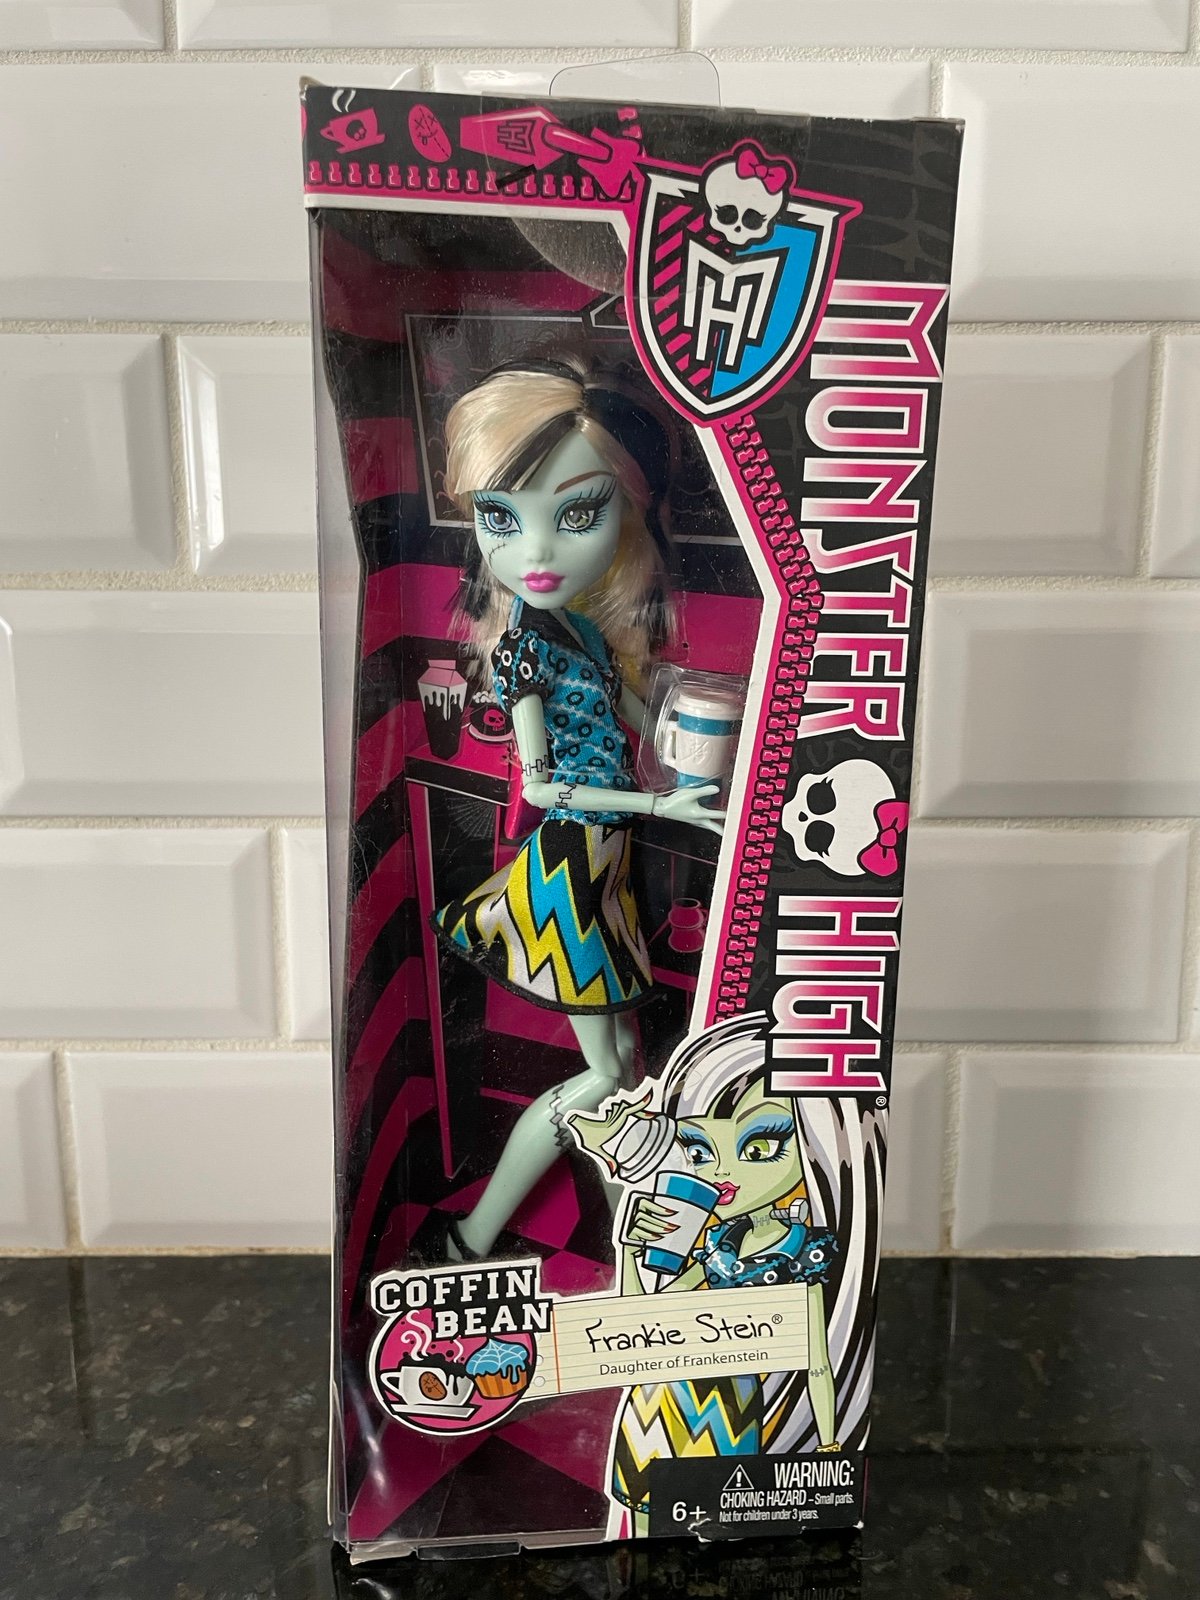 MH
MONSTER
HIGH®
COFFIN
BEAN
Frankie Stein®
Daughter of Frankenstein
6+
WARNING:
CHOKING HAZARD – Small parts.
Not for children under 3 years.